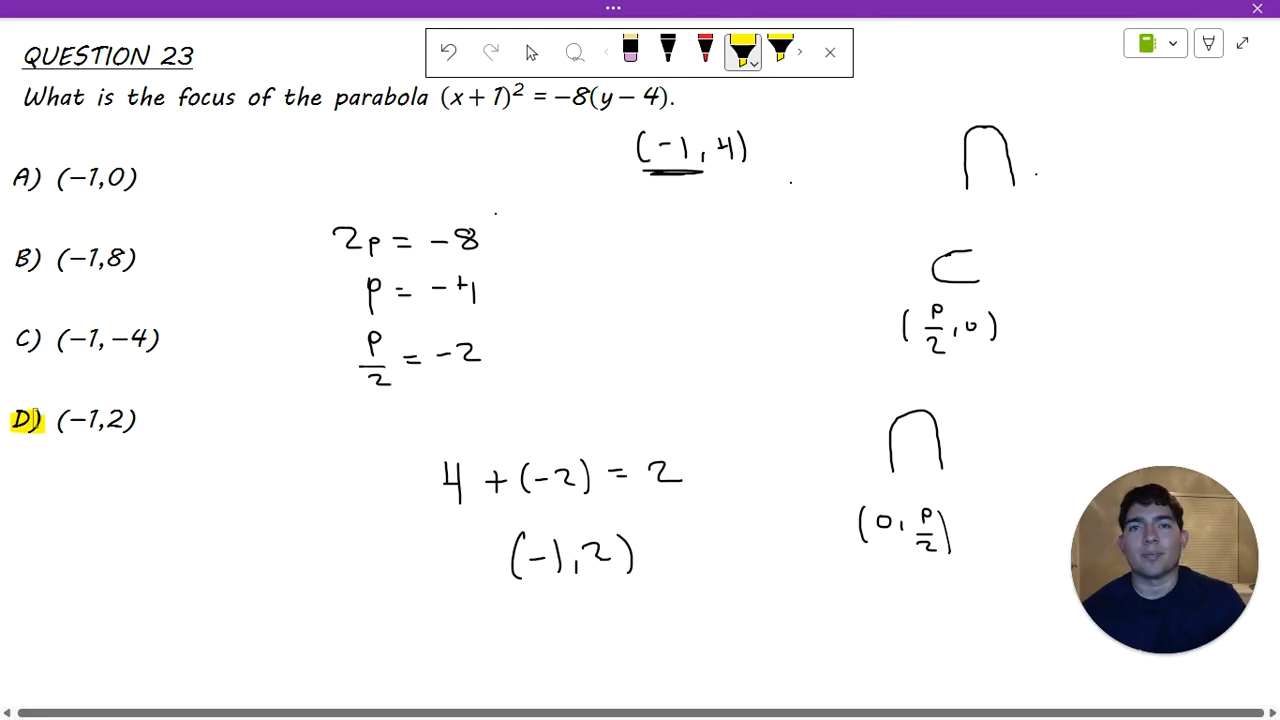 QUESTION 23
What is the focus of the parabola (x + 1)² = −8(y − 4).
(-1, 4)
A) (−1,0)
2p = -8
B) (−1,8)
p = -4
(p/2, 0)
C) (−1, −4)
p/2 = -2
D) (−1,2)
4 + (-2) = 2
(0, p/2)
(-1, 2)